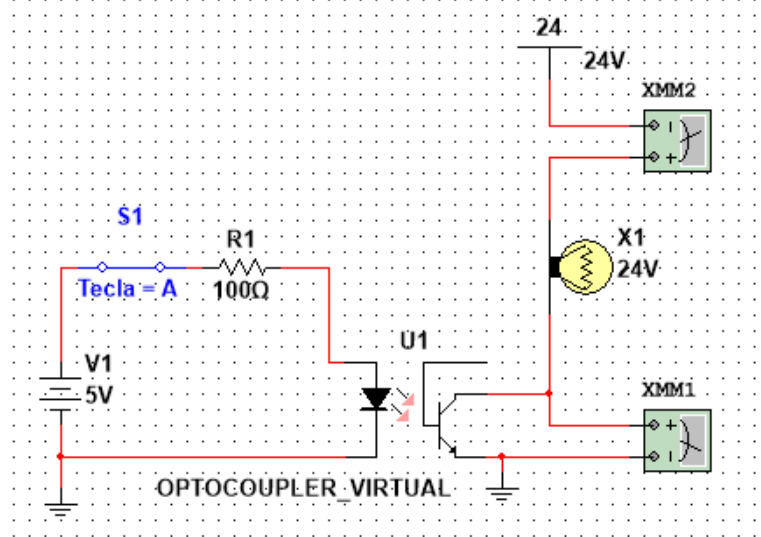 24
24V
XMM2
S1
R1
X1
24V
Tecla = A
100Ω
U1
V1
5V
XMM1
OPTOCOUPLER_VIRTUAL